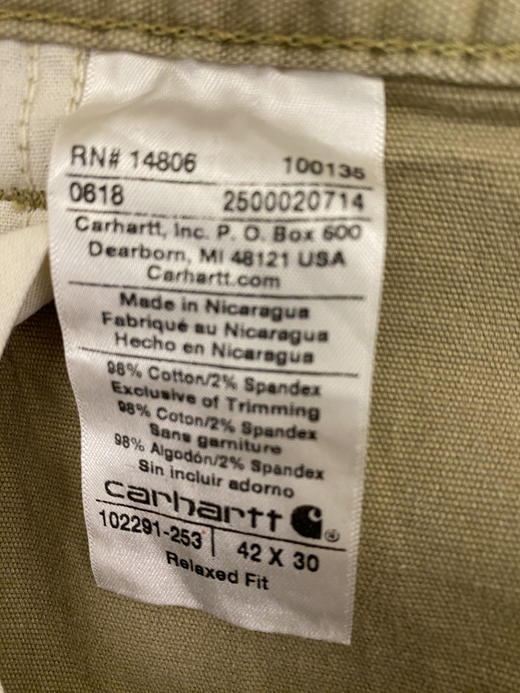 RN# 14806 100135
0618 2500020714
Carhartt, Inc. P. O. Box 600
Dearborn, MI 48121 USA
Carhartt.com
Made in Nicaragua
Fabriqué au Nicaragua
Hecho en Nicaragua
98% Cotton/2% Spandex
Exclusive of Trimming
98% Coton/2% Spandex
Sans garniture
98% Algodón/2% Spandex
Sin incluir adorno
carhartt ®
102291-253 42 X 30
Relaxed Fit